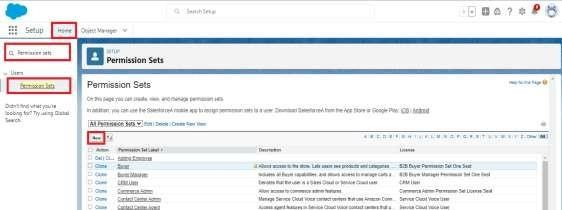 Search Setup
Setup
Home
Object Manager
Permission sets
Users
Permission Sets
Didn't find what you're
looking for? Try using Global
Search.
SETUP
Permission Sets
Permission Sets
Help for this Page
On this page you can create, view, and manage permission sets.
In addition, you can use the SalesforceA mobile app to assign permission sets to a user. Download SalesforceA from the App Store or Google Play: iOS | Android
All Permission Sets Edit | Delete | Create New View
New
A B C D E F G H I J K L M N O P Q R S T U V W X Y Z Other All
Action Permission Set Label Description License
Del | Cl... Adding Employee
Clone Buyer Allows access to the store. Lets users see products and categories B2B Buyer Permission Set One Seat
Clone Buyer Manager Includes all Buyer capabilities, and allows access to manage carts a... B2B Buyer Manager Permission Set One Seat
Clone CRM User Denotes that the user is a Sales Cloud or Service Cloud user. CRM User
Clone Commerce Admin Allow access to commerce admin features. Commerce Admin Permission Set License Seat
Clone Contact Center Admin Manage Service Cloud Voice contact centers that use Amazon Conn... Service Cloud Voice User
Clone Contact Center Agent Access agent features in Service Cloud Voice contact centers that ... Service Cloud Voice User